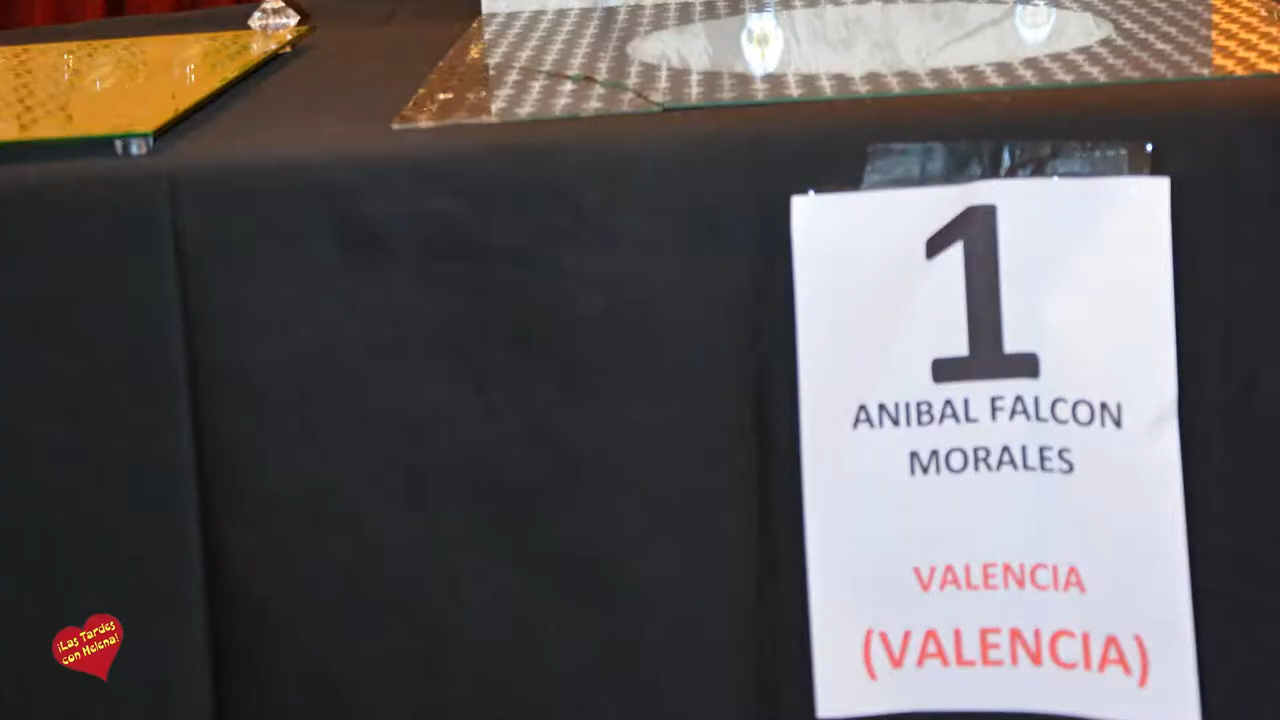 1
ANIBAL FALCON
MORALES
VALENCIA
(VALENCIA)
¡Las Tardes
con Helena!